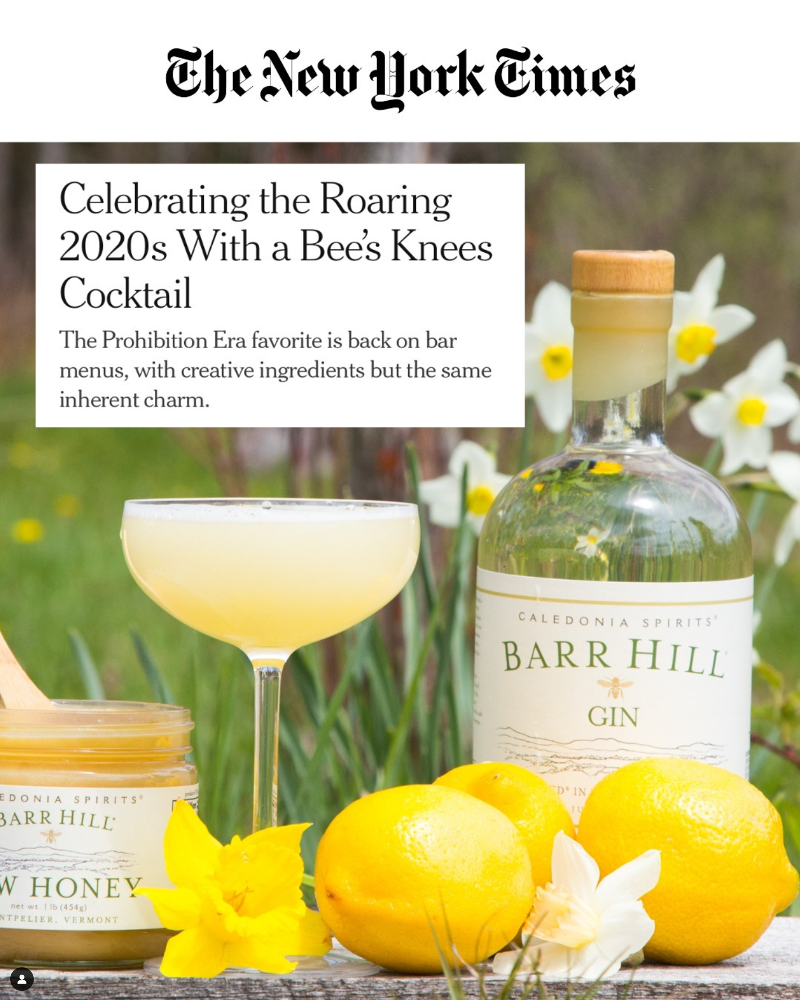 The New York Times
Celebrating the Roaring
2020s With a Bee's Knees
Cocktail
The Prohibition Era favorite is back on bar
menus, with creative ingredients but the same
inherent charm.
CALEDONIA SPIRITS®
BARR HILL
GIN
D® IN
JU
EDONIA SPIRITS®
BARR HILL
W HONEY
net wt. 1 lb (454g)
NTPELIER, VERMONT